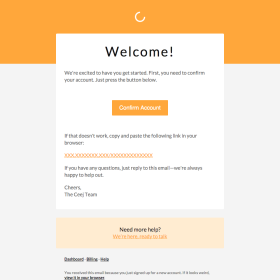 Welcome!
We're excited to have you get started. First, you need to confirm
your account. Just press the button below.
Confirm Account
If that doesn't work, copy and paste the following link in your
browser:
If you have any questions, just reply to this email—we're always
happy to help out.
Cheers,
The Ceej Team
Need more help?
We're here, ready to talk
Dashboard - Billing - Help
You received this email because you just signed up for a new account. If it looks weird,
view it in your browser